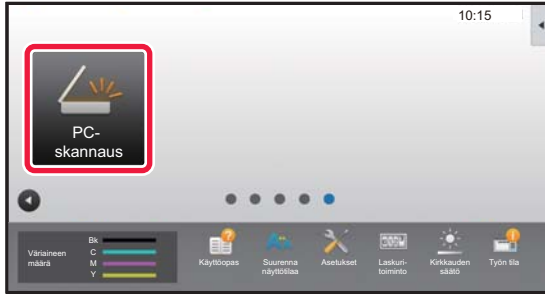 10:15
PC-
skannaus
Väriaineen
määrä
Bk
C
M
Y
Käyttöopas
Suurenna
näyttötilaa
Asetukset
Laskuri-
toiminto
Kirkkauden
säätö
Työn tila